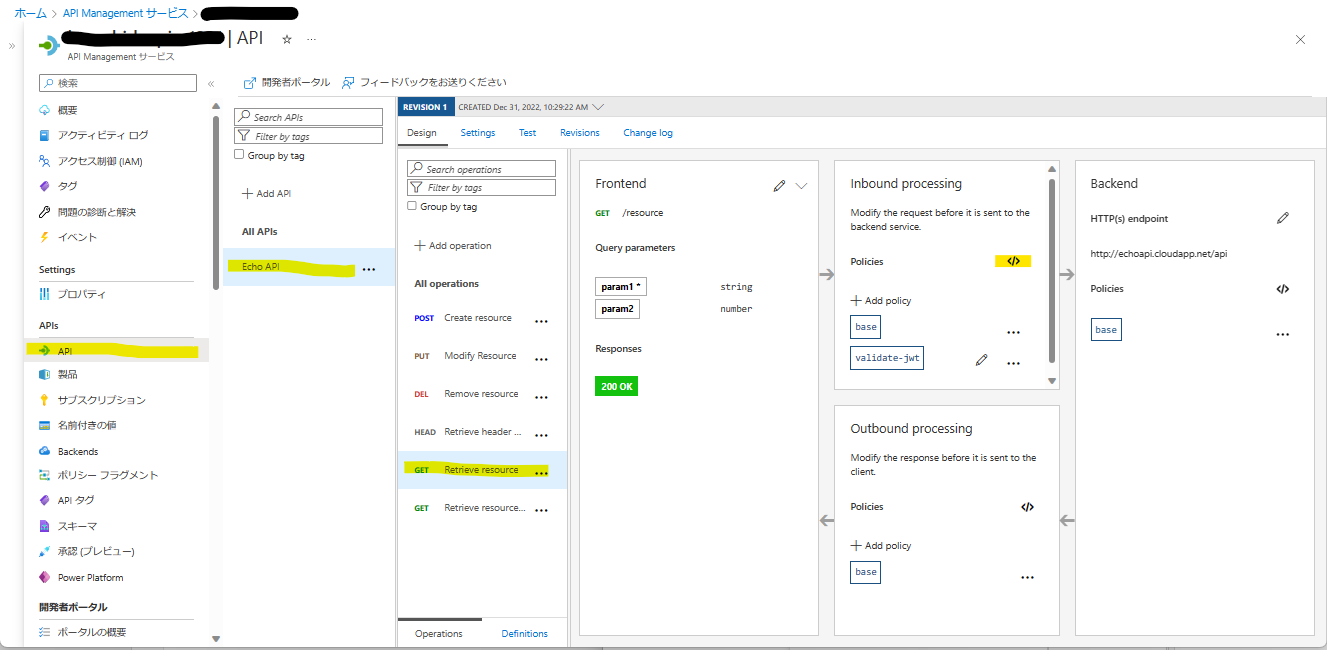 ホーム > API Management サービス >
| API ☆ …
API Management サービス
検索
概要
アクティビティ ログ
アクセス制御 (IAM)
タグ
問題の診断と解決
イベント
Settings
プロパティ
APIs
API
製品
サブスクリプション
名前付きの値
Backends
ポリシー フラグメント
API タグ
スキーマ
承認 (プレビュー)
Power Platform
開発者ポータル
ポータルの概要
開発者ポータル フィードバックをお送りください
Search APIs
Filter by tags
Group by tag
Add API
All APIs
Echo API
REVISION 1 CREATED Dec 31, 2022, 10:29:22 AM
Design Settings Test Revisions Change log
Search operations
Filter by tags
Group by tag
Add operation
All operations
POST Create resource
PUT Modify Resource
DEL Remove resource
HEAD Retrieve header ...
GET Retrieve resource
GET Retrieve resource...
Operations Definitions
Frontend
GET /resource
Query parameters
param1 * string
param2 number
Responses
200 OK
Inbound processing
Modify the request before it is sent to the
backend service.
Policies </>
Add policy
base
validate-jwt
Outbound processing
Modify the response before it is sent to the
client.
Policies </>
Add policy
base
Backend
HTTP(s) endpoint
http://echoapi.cloudapp.net/api
Policies </>
base